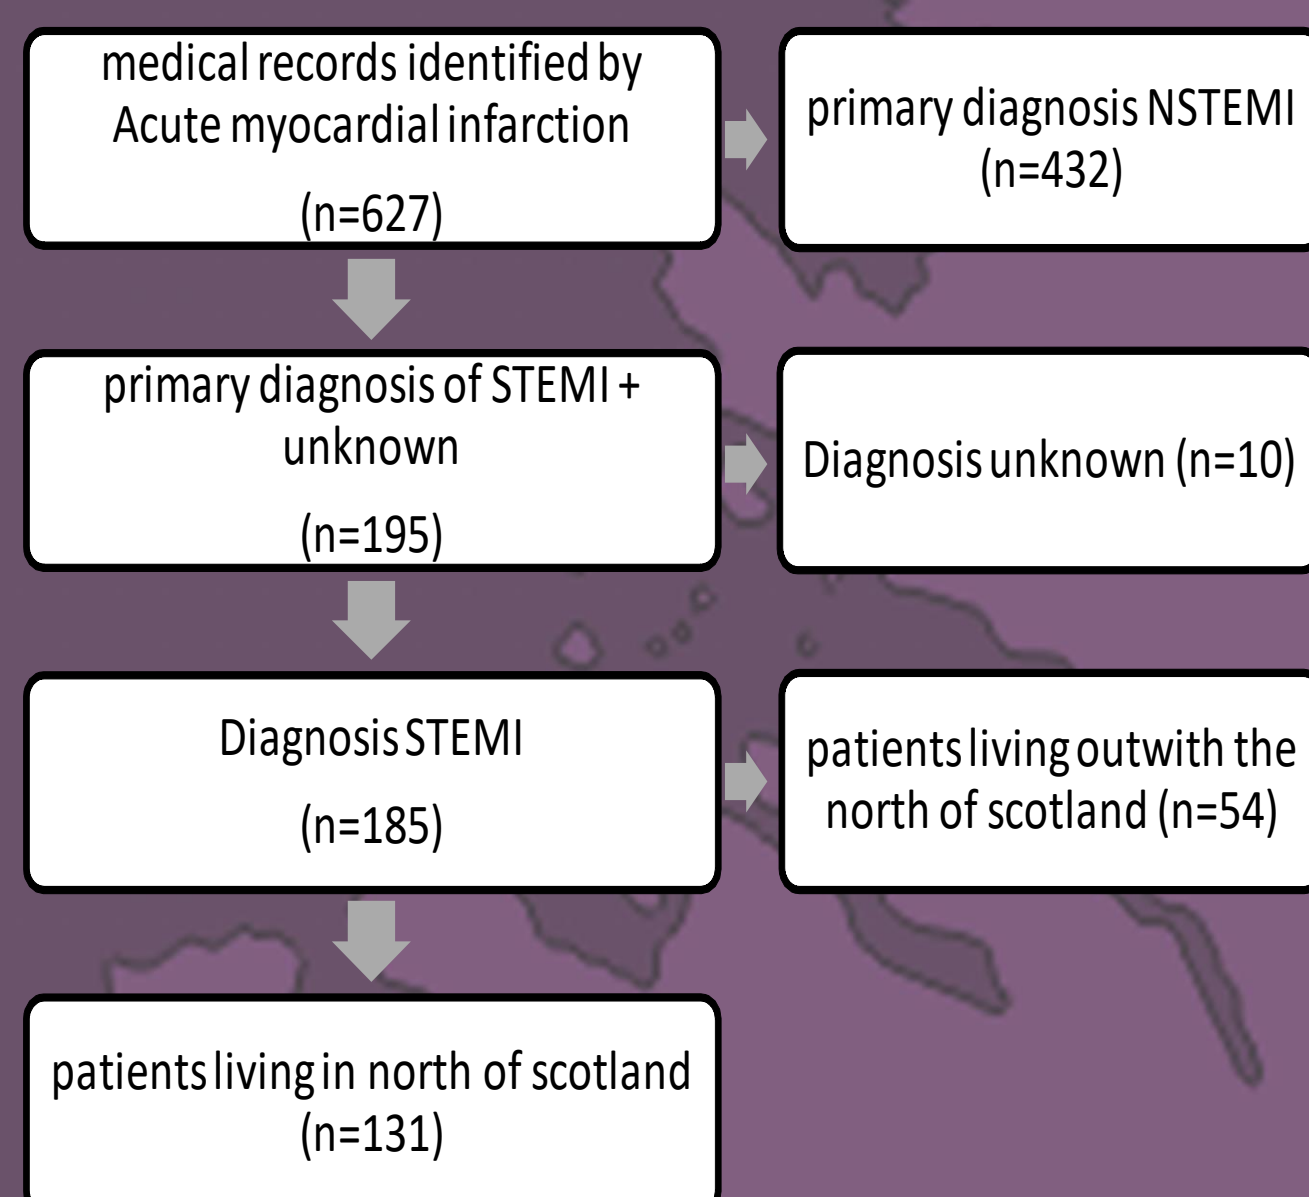 medical records identified by
Acute myocardial infarction
(n=627)
primary diagnosis NSTEMI
(n=432)
primary diagnosis of STEMI +
unknown
(n=195)
Diagnosis unknown (n=10)
Diagnosis STEMI
(n=185)
patients living outwith the
north of scotland (n=54)
patients living in north of scotland
(n=131)